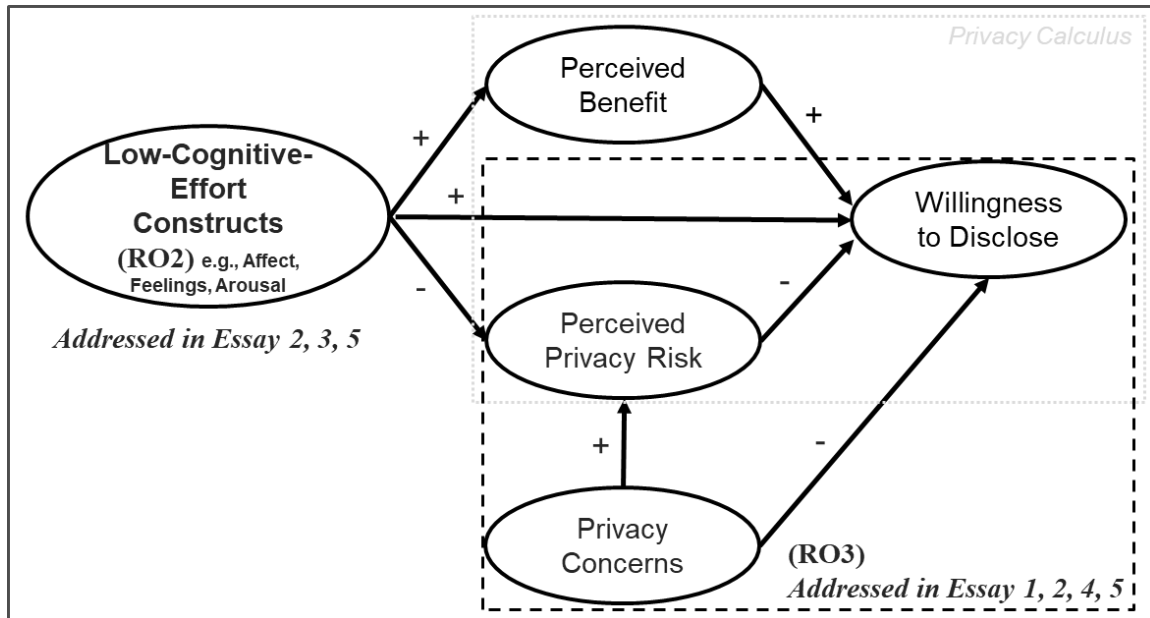 Privacy Calculus
Perceived
Benefit
+
+
Low-Cognitive-
Effort
Constructs
(RO2) e.g., Affect,
Feelings, Arousal
+
Willingness
to Disclose
-
-
Addressed in Essay 2, 3, 5
Perceived
Privacy Risk
+
-
Privacy
Concerns
(RO3)
Addressed in Essay 1, 2, 4, 5